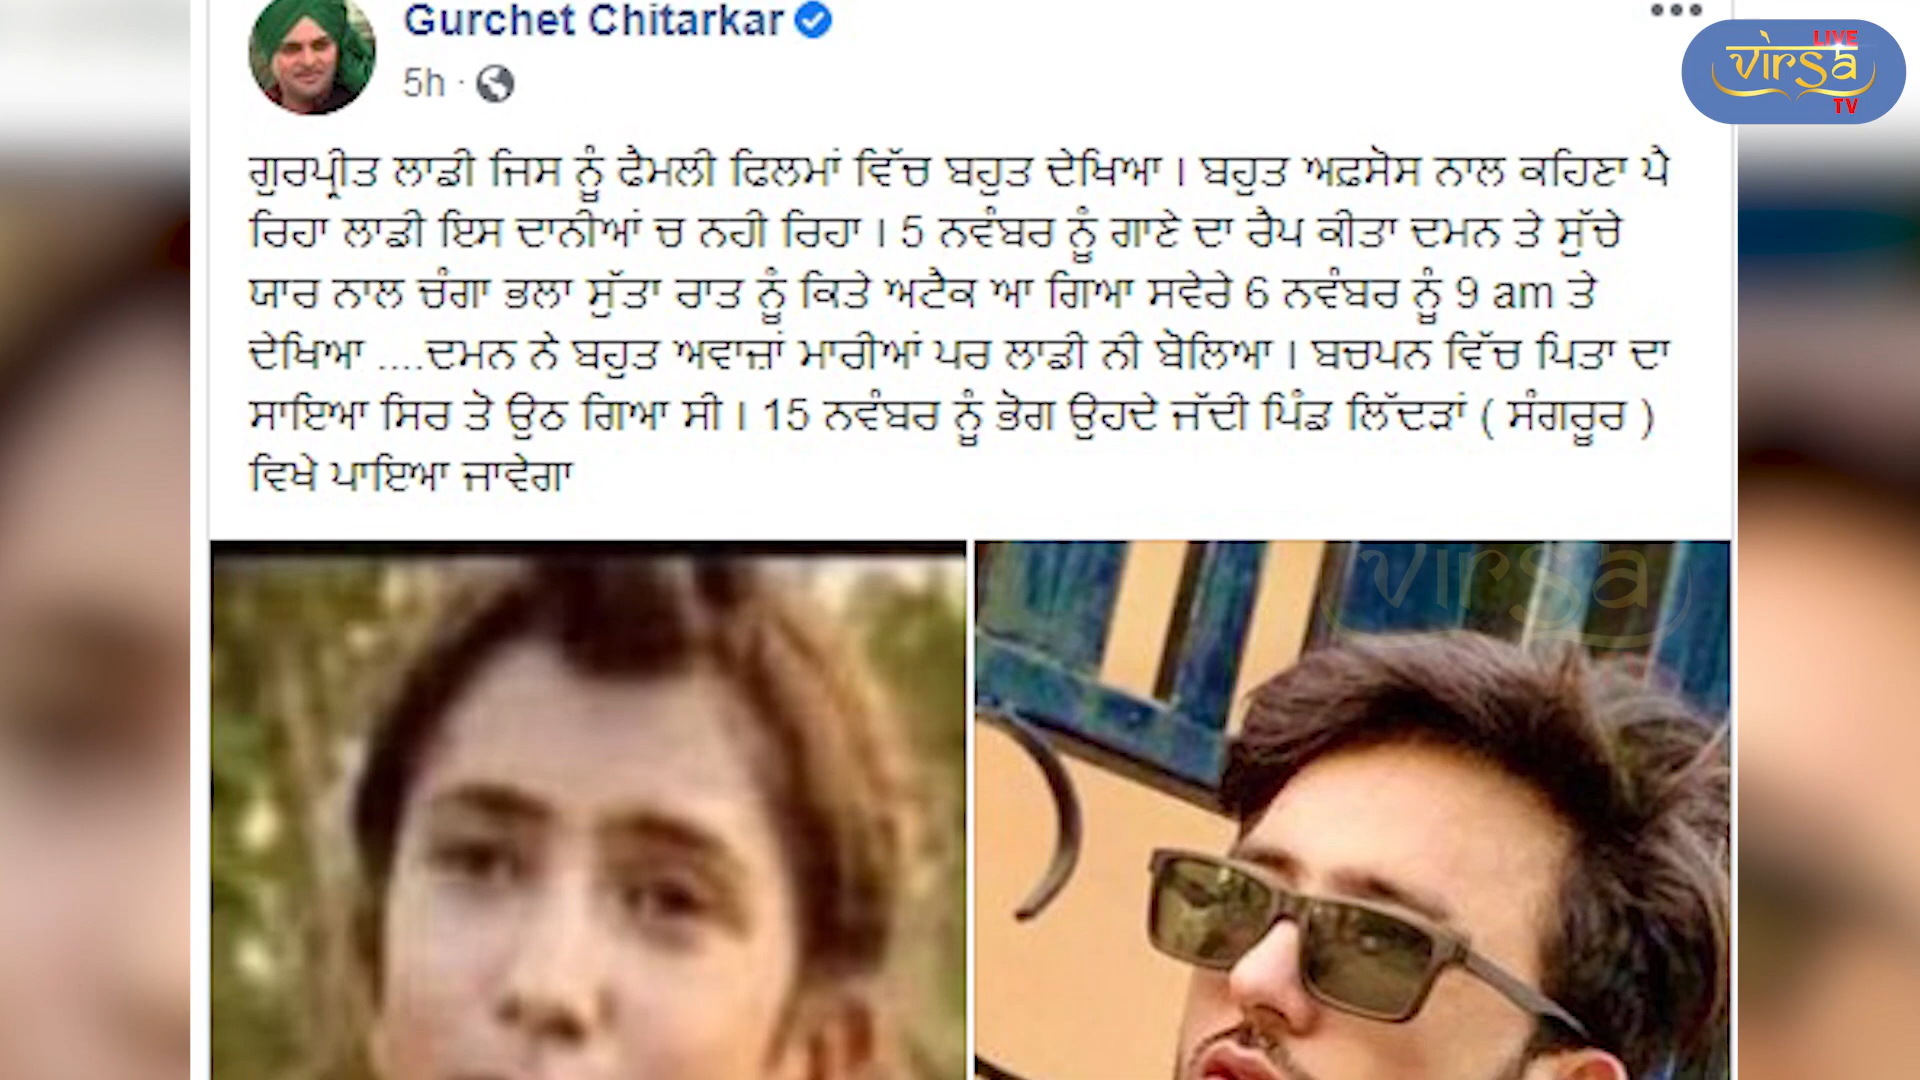 Gurchet Chitarkar
5h ·
LIVE
virsa
TV
ਗੁਰਪ੍ਰੀਤ ਲਾਡੀ ਜਿਸ ਨੂੰ ਫੈਮਲੀ ਫਿਲਮਾਂ ਵਿੱਚ ਬਹੁਤ ਦੇਖਿਆ । ਬਹੁਤ ਅਫ਼ਸੋਸ ਨਾਲ ਕਹਿਣਾ ਪੈ
ਰਿਹਾ ਲਾਡੀ ਇਸ ਦਾਨੀਆਂ ਚ ਨਹੀ ਰਿਹਾ । 5 ਨਵੰਬਰ ਨੂੰ ਗਾਣੇ ਦਾ ਰੈਪ ਕੀਤਾ ਦਮਨ ਤੇ ਸੁੱਚੇ
ਯਾਰ ਨਾਲ ਚੰਗਾ ਭਲਾ ਸੁੱਤਾ ਰਾਤ ਨੂੰ ਕਿਤੇ ਅਟੈਕ ਆ ਗਿਆ ਸਵੇਰੇ 6 ਨਵੰਬਰ ਨੂੰ 9 am ਤੇ
ਦੇਖਿਆ ....ਦਮਨ ਨੇ ਬਹੁਤ ਅਵਾਜ਼ਾਂ ਮਾਰੀਆਂ ਪਰ ਲਾਡੀ ਨੀ ਬੋਲਿਆ । ਬਚਪਨ ਵਿੱਚ ਪਿਤਾ ਦਾ
ਸਾਇਆ ਸਿਰ ਤੋ ਉਠ ਗਿਆ ਸੀ । 15 ਨਵੰਬਰ ਨੂੰ ਭੋਗ ਉਹਦੇ ਜੱਦੀ ਪਿੰਡ ਲਿੱਦੜਾਂ ( ਸੰਗਰੂਰ )
ਵਿਖੇ ਪਾਇਆ ਜਾਵੇਗਾ
virsa